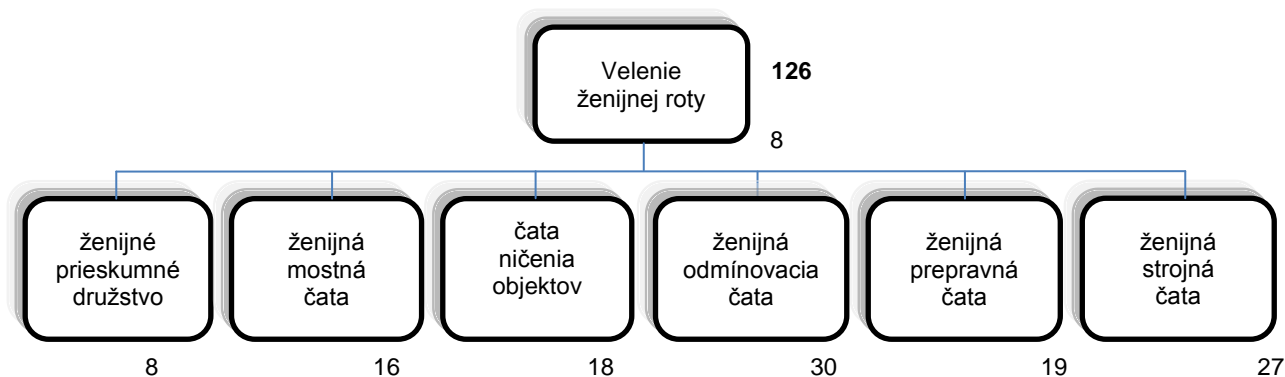 Velenie
ženijnej roty
126
8
ženijné
prieskumné
družstvo
8
ženijná
mostná
čata
16
čata
ničenia
objektov
18
ženijná
odmínovacia
čata
30
ženijná
prepravná
čata
19
ženijná
strojná
čata
27